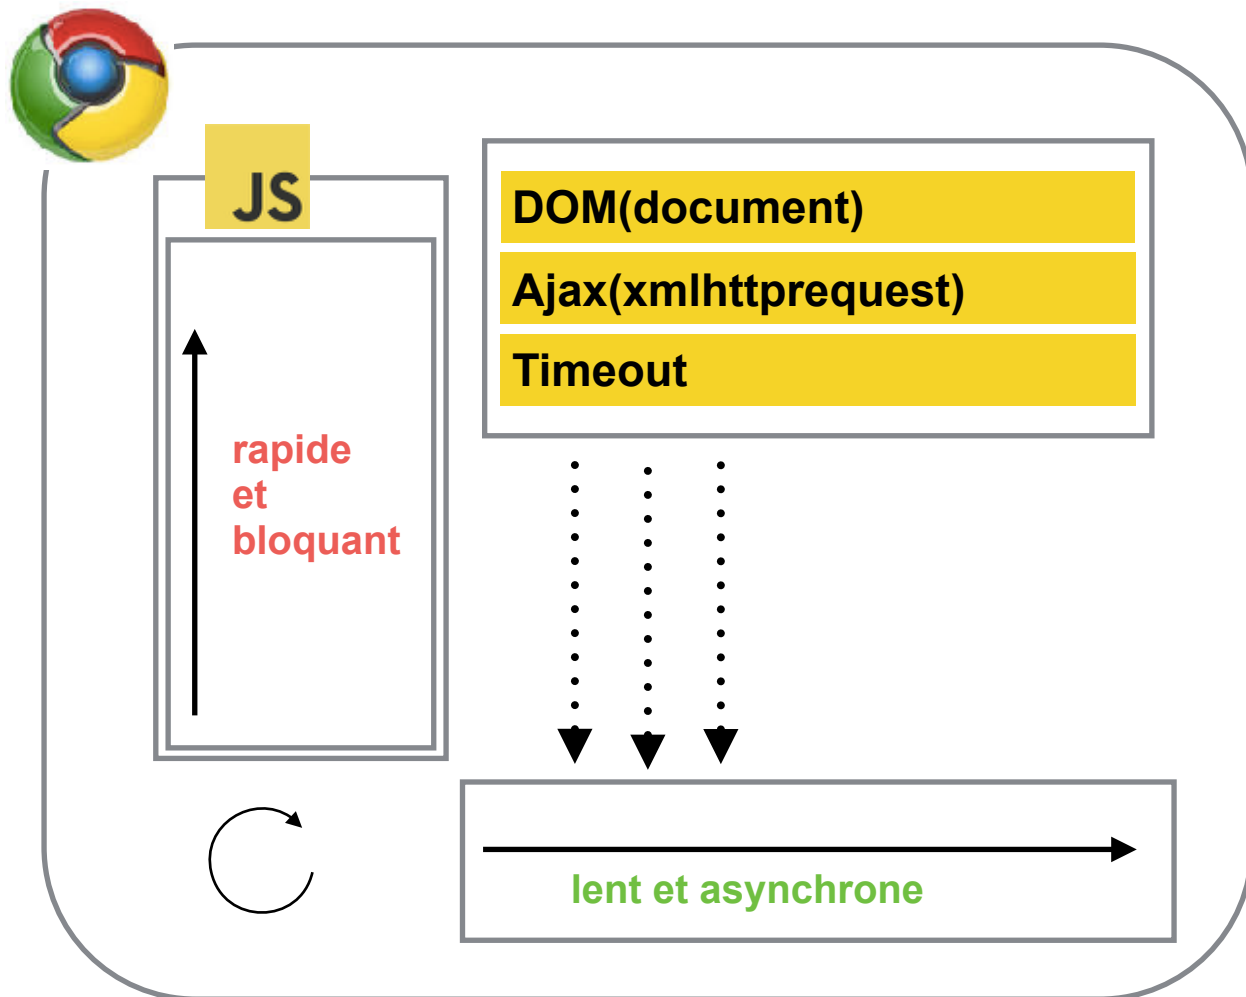 JS
DOM(document)
Ajax(xmlhttprequest)
Timeout
rapide
et
bloquant
lent et asynchrone